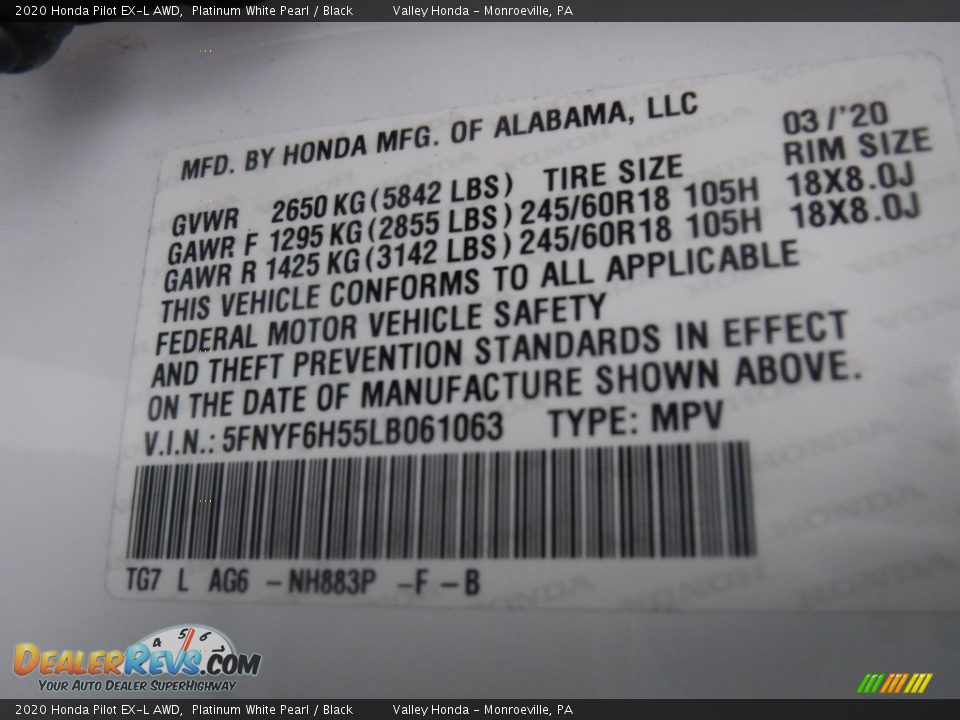 2020 Honda Pilot EX-L AWD, Platinum White Pearl / Black Valley Honda - Monroeville, PA
MFD. BY HONDA MFG. OF ALABAMA, LLC 03/'20
GVWR 2650 KG (5842 LBS) TIRE SIZE RIM SIZE
GAWR F 1295 KG (2855 LBS) 245/60R18 105H 18X8.0J
GAWR R 1425 KG (3142 LBS) 245/60R18 105H 18X8.0J
THIS VEHICLE CONFORMS TO ALL APPLICABLE
FEDERAL MOTOR VEHICLE SAFETY
AND THEFT PREVENTION STANDARDS IN EFFECT
ON THE DATE OF MANUFACTURE SHOWN ABOVE.
V.I.N.: 5FNYF6H55LB061063 TYPE: MPV
TG7 L AG6 -NH883P -F -B
4 5 6
DEALERREVS.COM
YOUR AUTO DEALER SUPERHIGHWAY
2020 Honda Pilot EX-L AWD, Platinum White Pearl / Black Valley Honda - Monroeville, PA